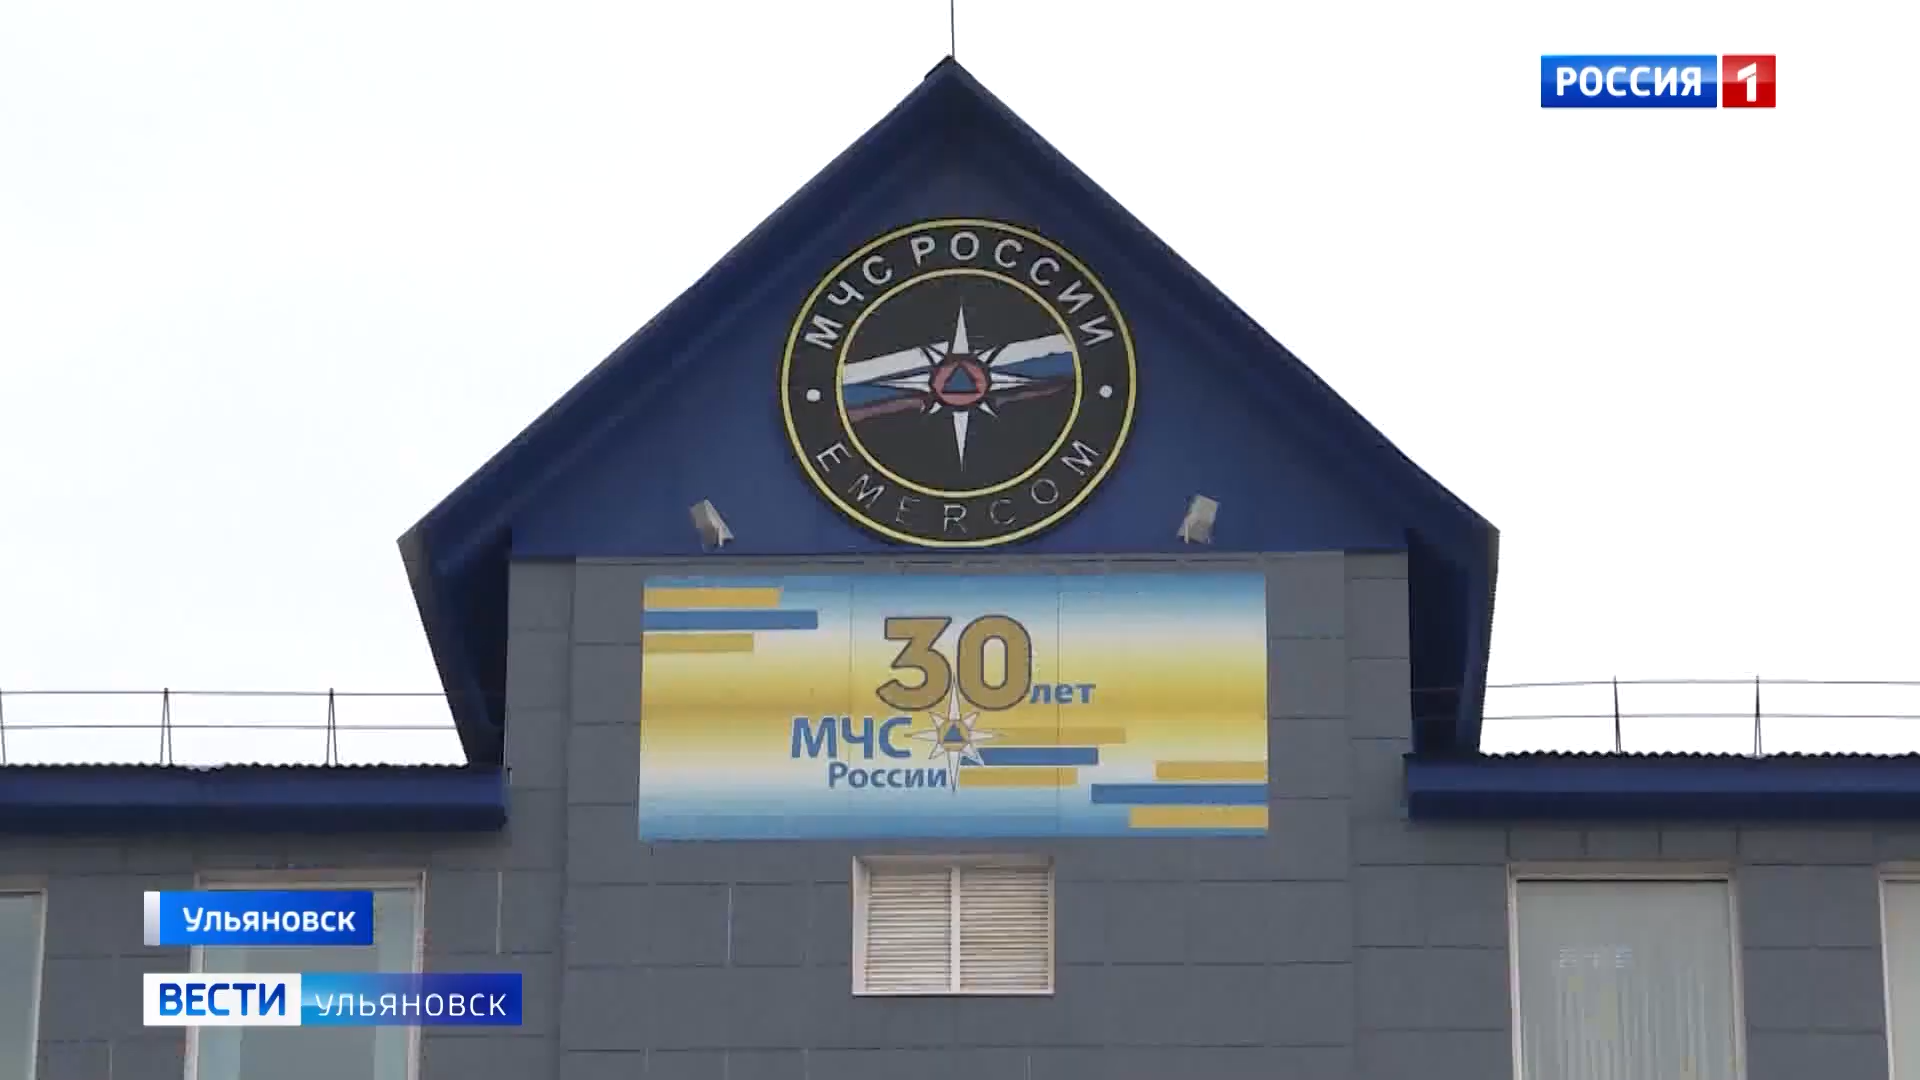 РОССИЯ 1
МЧС РОССИИ
EMERCOM
30 лет
МЧС
России
Ульяновск
ВЕСТИ УЛЬЯНОВСК